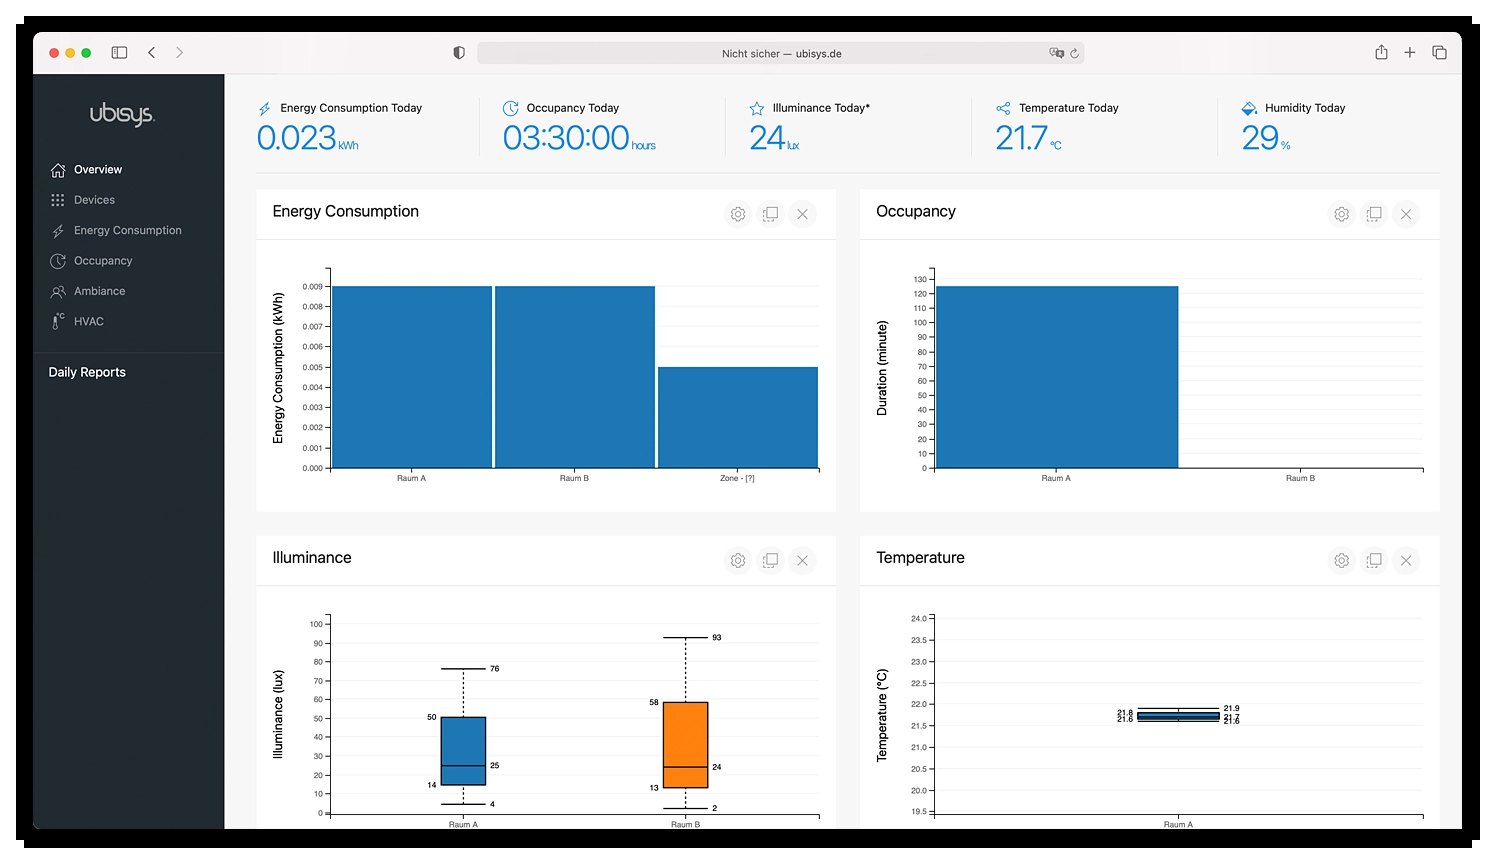 Nicht sicher — ubisys.de
ubisys.
Overview
Devices
Energy Consumption
Occupancy
Ambiance
°C
HVAC
Daily Reports
Energy Consumption Today
0.023 kWh
Occupancy Today
03:30:00 hours
Illuminance Today*
24 lux
Temperature Today
21.7 °C
Humidity Today
29 %
Energy Consumption
Energy Consumption (kWh)
0.009
0.008
0.007
0.006
0.005
0.004
0.003
0.002
0.001
0.000
Raum A
Raum B
Zone - [?]
Occupancy
Duration (minute)
130
120
110
100
90
80
70
60
50
40
30
20
10
0
Raum A
Raum B
Illuminance
Illuminance (lux)
100
90
80
70
60
50
40
30
20
10
0
76
50
25
14
4
93
58
24
13
2
Raum A
Raum B
Temperature
Temperature (°C)
24.0
23.5
23.0
22.5
22.0
21.5
21.0
20.5
20.0
19.5
21.9
21.8
21.7
21.6
21.6
Raum A